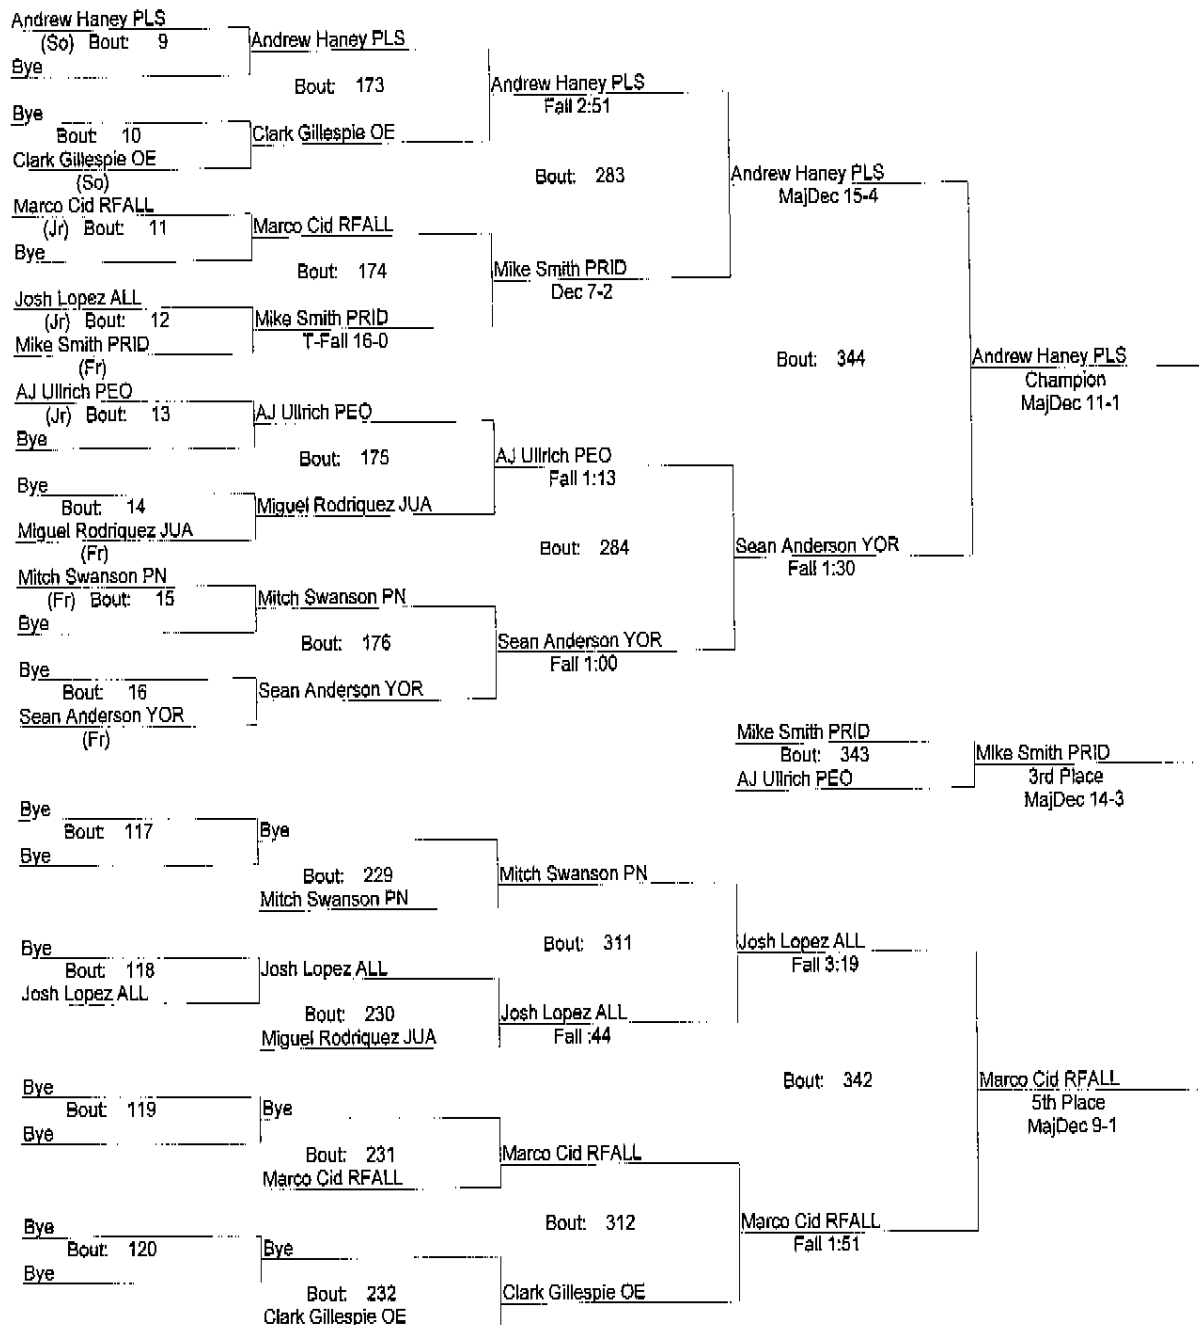 Andrew Haney PLS
(So) Bout: 9
Bye
Andrew Haney PLS
Bout: 173
Bye
Bout: 10
Clark Gillespie OE
(So)
Clark Gillespie OE
Andrew Haney PLS
Fall 2:51
Bout: 283
Marco Cid RFALL
(Jr) Bout: 11
Bye
Marco Cid RFALL
Bout: 174
Josh Lopez ALL
(Jr) Bout: 12
Mike Smith PRID
(Fr)
Mike Smith PRID
T-Fall 16-0
Mike Smith PRID
Dec 7-2
Andrew Haney PLS
MajDec 15-4
Bout: 344
AJ Ullrich PEO
(Jr) Bout: 13
Bye
AJ Ullrich PEO
Bout: 175
Bye
Bout: 14
Miguel Rodriquez JUA
(Fr)
Miguel Rodriquez JUA
AJ Ullrich PEO
Fall 1:13
Bout: 284
Mitch Swanson PN
(Fr) Bout: 15
Bye
Mitch Swanson PN
Bout: 176
Bye
Bout: 16
Sean Anderson YOR
(Fr)
Sean Anderson YOR
Sean Anderson YOR
Fall 1:00
Sean Anderson YOR
Fall 1:30
Andrew Haney PLS
Champion
MajDec 11-1
Mike Smith PRID
Bout: 343
AJ Ullrich PEO
Mike Smith PRID
3rd Place
MajDec 14-3
Bye
Bout: 117
Bye
Bye
Bout: 229
Mitch Swanson PN
Mitch Swanson PN
Bout: 311
Bye
Bout: 118
Josh Lopez ALL
Josh Lopez ALL
Bout: 230
Miguel Rodriquez JUA
Josh Lopez ALL
Fall :44
Josh Lopez ALL
Fall 3:19
Bout: 342
Bye
Bout: 119
Bye
Bye
Bout: 231
Marco Cid RFALL
Marco Cid RFALL
Bout: 312
Bye
Bout: 120
Bye
Bye
Bout: 232
Clark Gillespie OE
Clark Gillespie OE
Marco Cid RFALL
Fall 1:51
Marco Cid RFALL
5th Place
MajDec 9-1